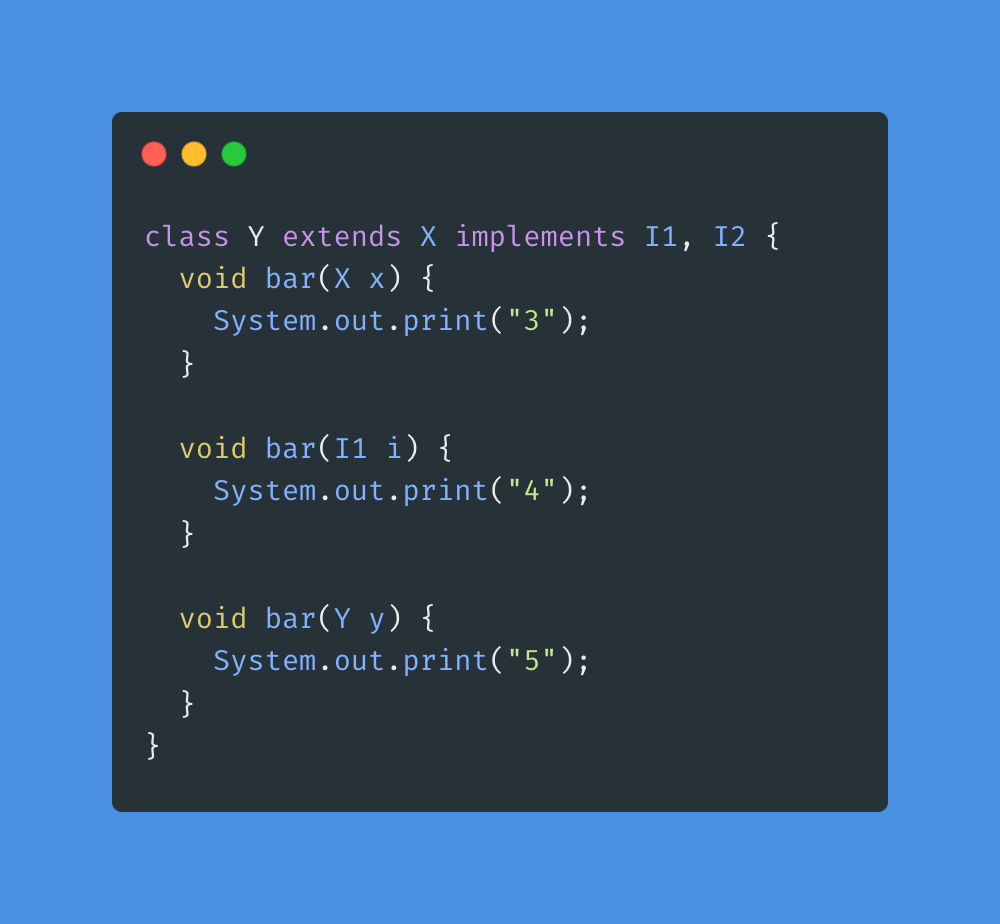 class Y extends X implements I1, I2 {
  void bar(X x) {
    System.out.print("3");
  }

  void bar(I1 i) {
    System.out.print("4");
  }

  void bar(Y y) {
    System.out.print("5");
  }
}